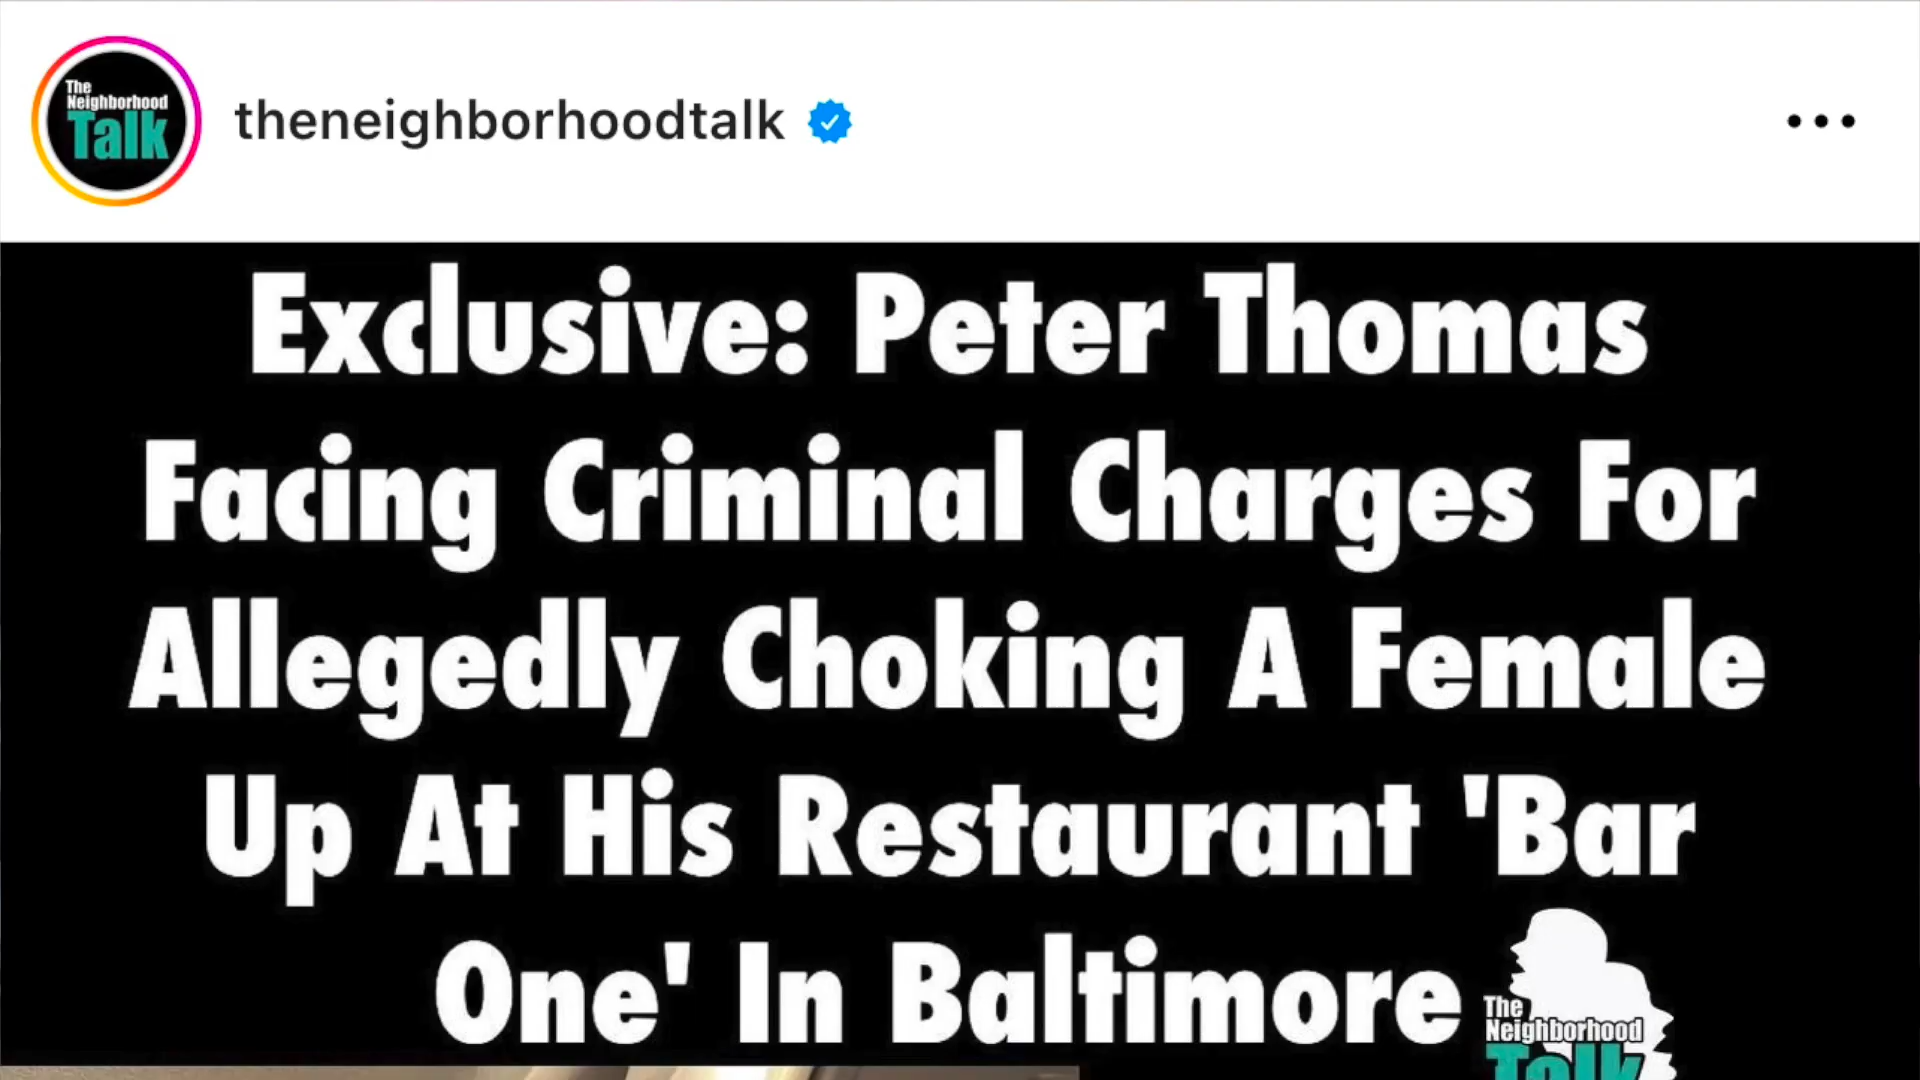 The
Neighborhood
Talk
theneighborhoodtalk
Exclusive: Peter Thomas
Facing Criminal Charges For
Allegedly Choking A Female
Up At His Restaurant 'Bar
One' In Baltimore
The
Neighborhood
Talk